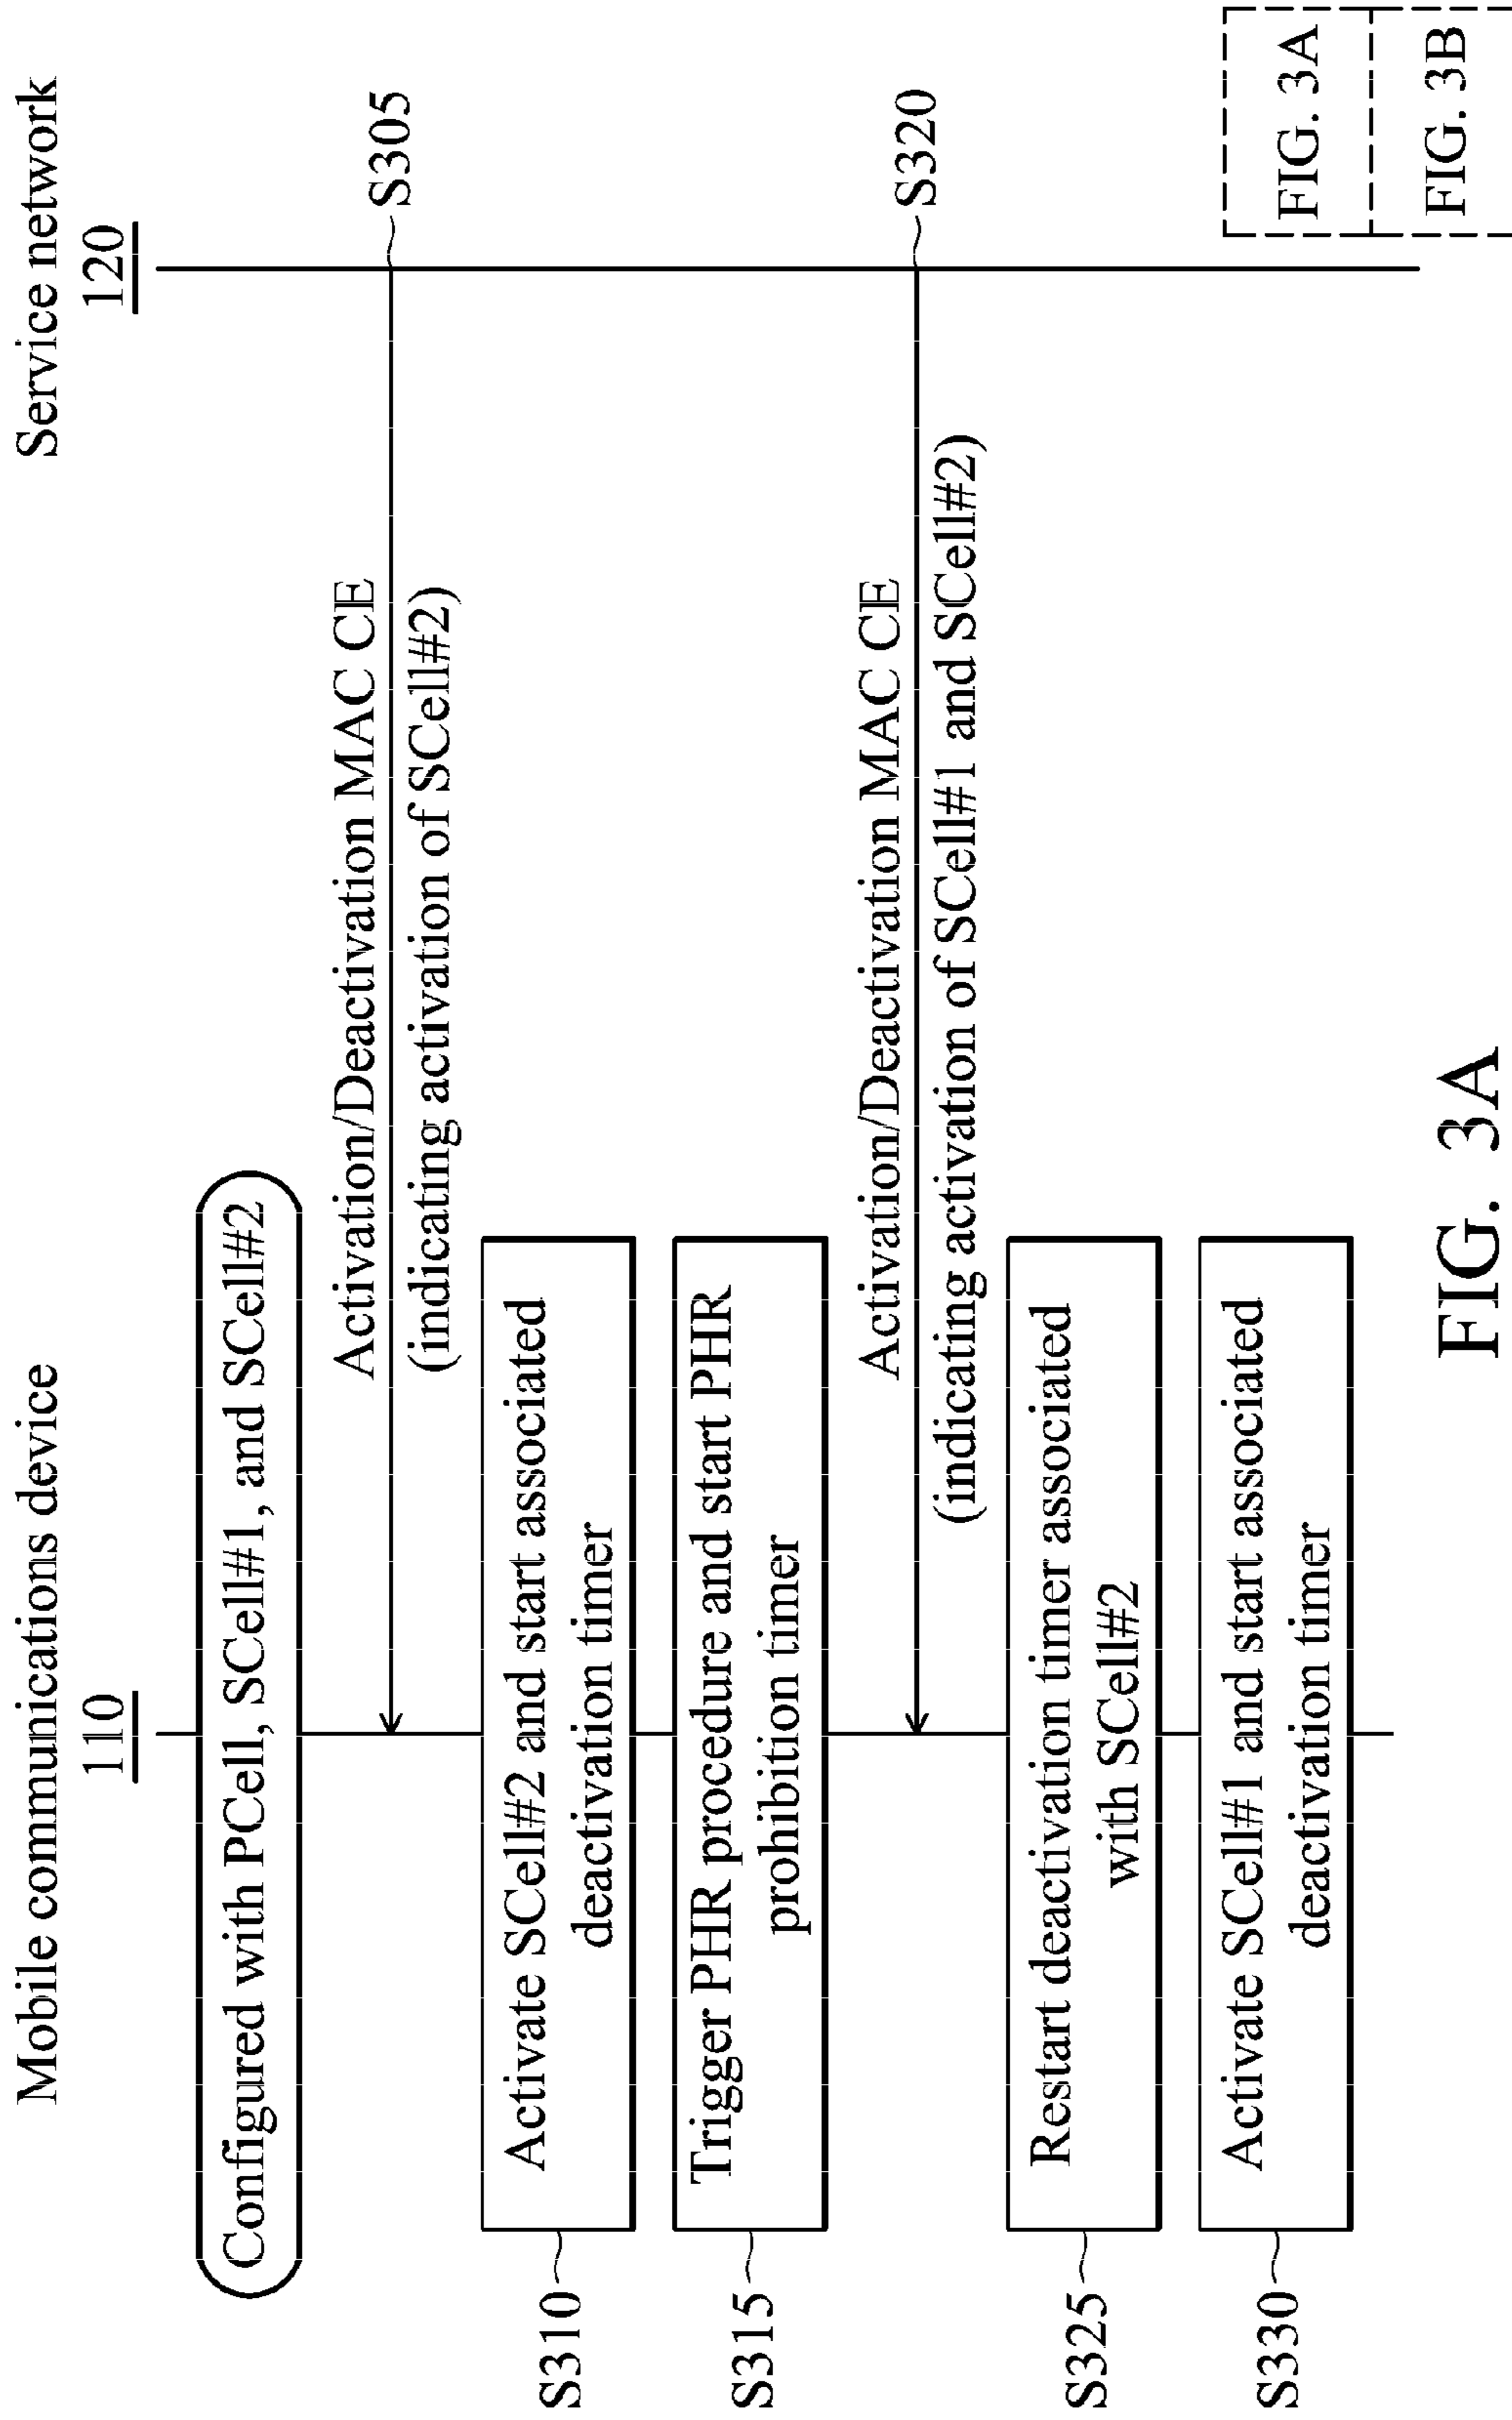 Mobile communications device
110
Service network
120
Configured with PCell, SCell#1, and SCell#2
Activation/Deactivation MAC CE
S305
(indicating activation of SCell#2)
S310
Activate SCell#2 and start associated
deactivation timer
S315
Trigger PHR procedure and start PHR
prohibition timer
Activation/Deactivation MAC CE
S320
(indicating activation of SCell#1 and SCell#2)
S325
Restart deactivation timer associated
with SCell#2
S330
Activate SCell#1 and start associated
deactivation timer
FIG. 3A
FIG. 3B
FIG. 3A